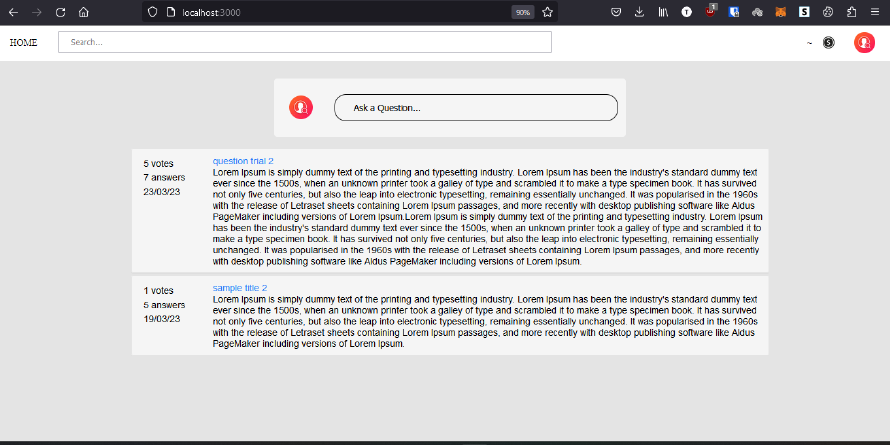 localhost:3000
90%
1
HOME
Search...
~
S
Ask a Question...
5 votes
7 answers
23/03/23
question trial 2
Lorem Ipsum is simply dummy text of the printing and typesetting industry. Lorem Ipsum has been the industry's standard dummy text
ever since the 1500s, when an unknown printer took a galley of type and scrambled it to make a type specimen book. It has survived
not only five centuries, but also the leap into electronic typesetting, remaining essentially unchanged. It was popularised in the 1960s
with the release of Letraset sheets containing Lorem Ipsum passages, and more recently with desktop publishing software like Aldus
PageMaker including versions of Lorem Ipsum.Lorem Ipsum is simply dummy text of the printing and typesetting industry. Lorem Ipsum
has been the industry's standard dummy text ever since the 1500s, when an unknown printer took a galley of type and scrambled it to
make a type specimen book. It has survived not only five centuries, but also the leap into electronic typesetting, remaining essentially
unchanged. It was popularised in the 1960s with the release of Letraset sheets containing Lorem Ipsum passages, and more recently
with desktop publishing software like Aldus PageMaker including versions of Lorem Ipsum.
1 votes
5 answers
19/03/23
sample title 2
Lorem Ipsum is simply dummy text of the printing and typesetting industry. Lorem Ipsum has been the industry's standard dummy text
ever since the 1500s, when an unknown printer took a galley of type and scrambled it to make a type specimen book. It has survived
not only five centuries, but also the leap into electronic typesetting, remaining essentially unchanged. It was popularised in the 1960s
with the release of Letraset sheets containing Lorem Ipsum passages, and more recently with desktop publishing software like Aldus
PageMaker including versions of Lorem Ipsum.